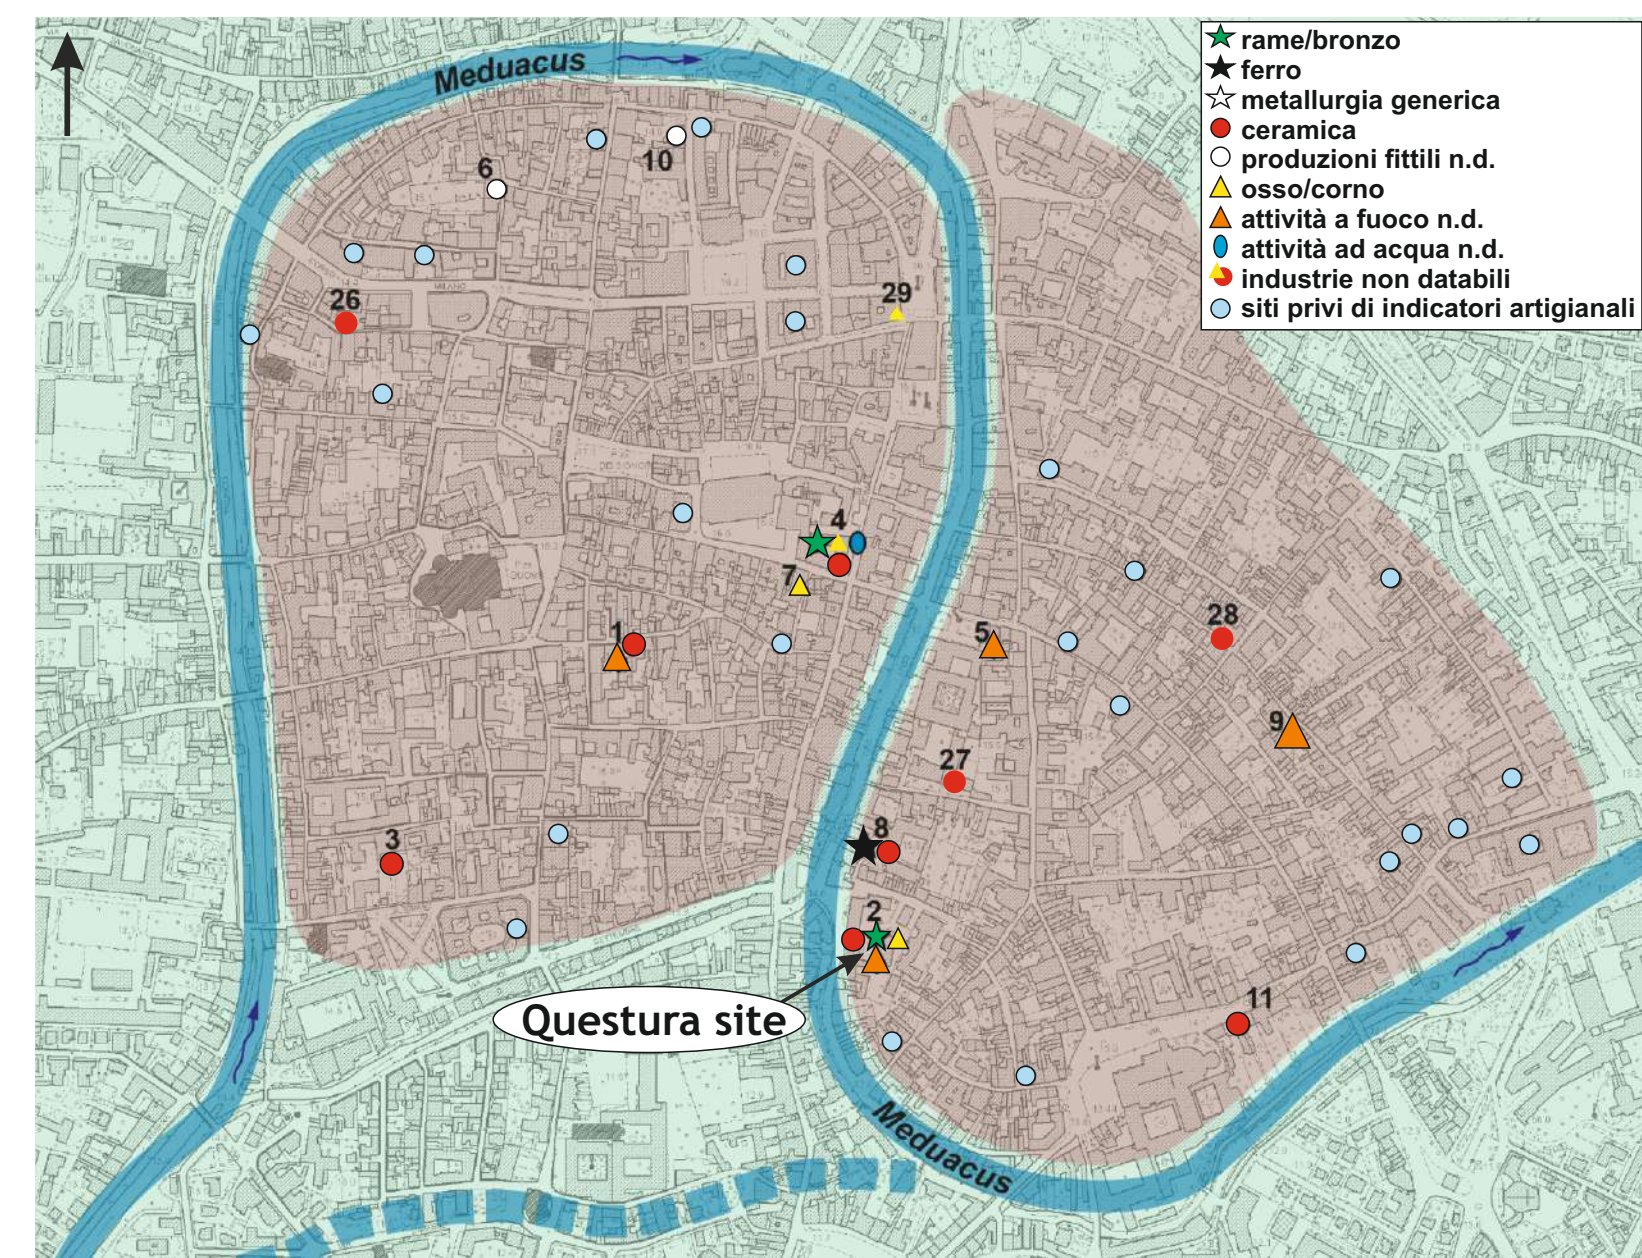 Meduacus
rame/bronzo
ferro
metallurgia generica
ceramica
produzioni fittili n.d.
osso/corno
attività a fuoco n.d.
attività ad acqua n.d.
industrie non databili
siti privi di indicatori artigianali
10
6
26
29
MILANO
4
7
1
5
28
9
27
8
3
2
Questura site
11
Meduacus